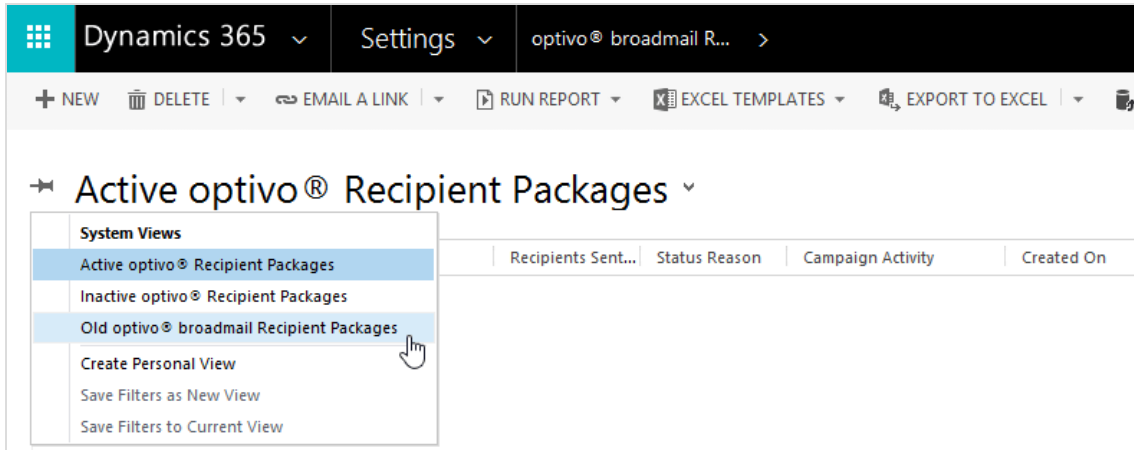 Dynamics 365 Settings optivo® broadmail R...
NEW DELETE EMAIL A LINK RUN REPORT EXCEL TEMPLATES EXPORT TO EXCEL
Active optivo® Recipient Packages
System Views
Recipients Sent... Status Reason Campaign Activity Created On
Active optivo® Recipient Packages
Inactive optivo® Recipient Packages
Old optivo® broadmail Recipient Packages
Create Personal View
Save Filters as New View
Save Filters to Current View